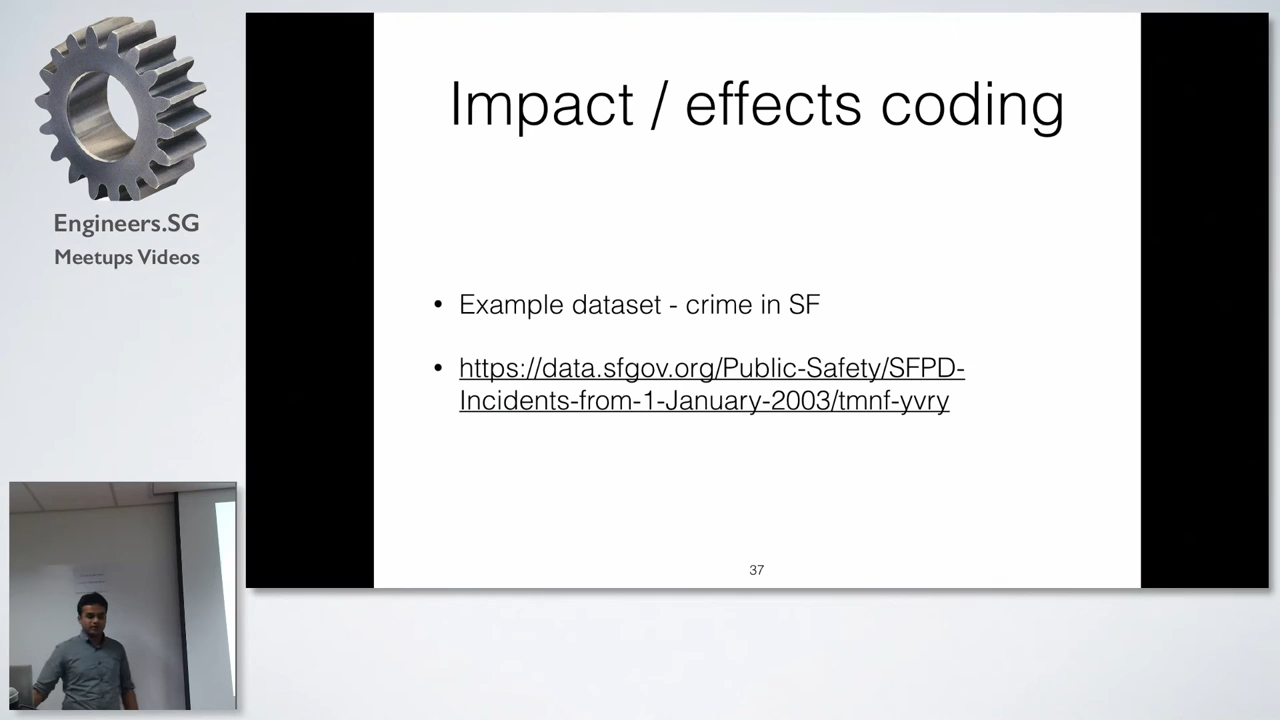 Engineers.SG
Meetups Videos
Impact / effects coding
• Example dataset - crime in SF
• https://data.sfgov.org/Public-Safety/SFPD-
Incidents-from-1-January-2003/tmnf-yvry
37